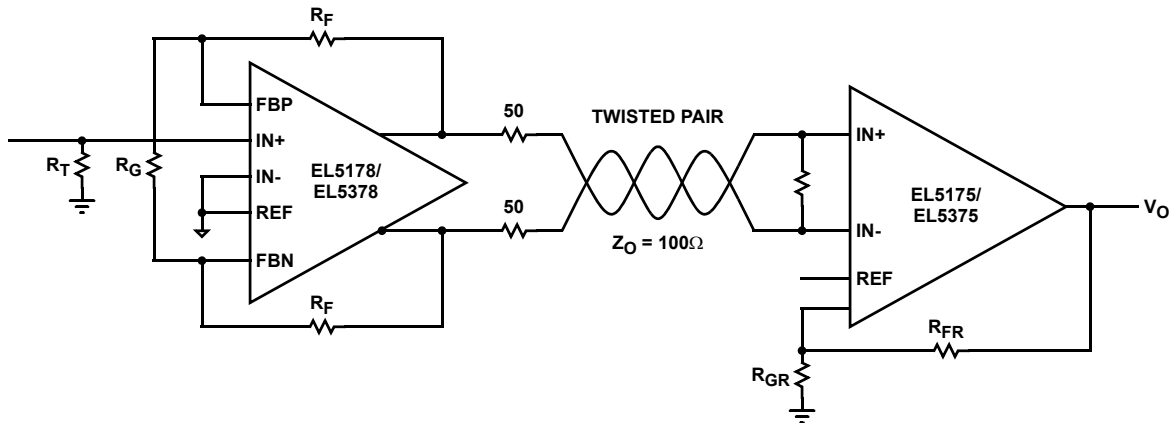 RF
FBP
IN+
RT
RG
IN-
REF
FBN
EL5178/
EL5378
RF
50
50
TWISTED PAIR
ZO = 100Ω
IN+
IN-
REF
EL5175/
EL5375
VO
RFR
RGR